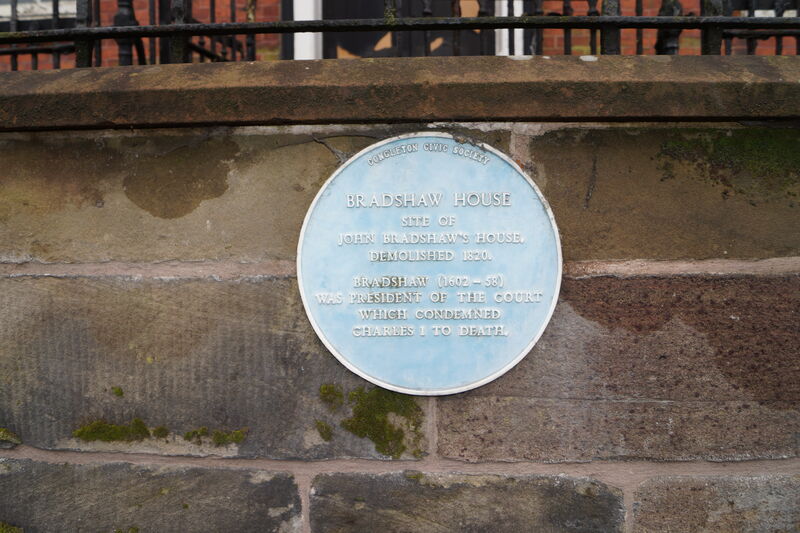 CONGLETON CIVIC SOCIETY
BRADSHAW HOUSE
SITE OF
JOHN BRADSHAW'S HOUSE.
DEMOLISHED 1820.
BRADSHAW (1602 – 58)
WAS PRESIDENT OF THE COURT
WHICH CONDEMNED
CHARLES I TO DEATH.